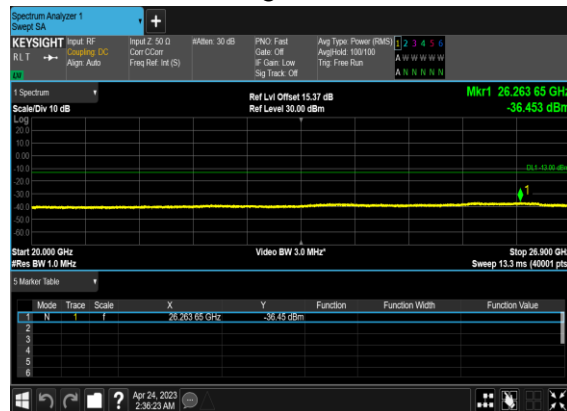 Spectrum Analyzer 1
Swept SA
+
KEYSIGHT Input: RF Input Z: 50 Ω #Atten: 30 dB PNO: Fast Avg Type: Power (RMS) 1 2 3 4 5 6
RLT Coupling: DC Corr CCorr Gate: Off Avg|Hold: 100/100 A W W W W W
Align: Auto Freq Ref: Int (S) IF Gain: Low Trig: Free Run
Sig Track: Off A N N N N N
1 Spectrum Ref Lvl Offset 15.37 dB Mkr1 26.263 65 GHz
Scale/Div 10 dB Ref Level 30.00 dBm -36.453 dBm
Log
20.0
10.0
0.00
-10.0 DL1 -13.00 dBm
-20.0
-30.0 1
-40.0
-50.0
-60.0
Start 20.000 GHz Video BW 3.0 MHz* Stop 26.900 GHz
#Res BW 1.0 MHz Sweep 13.3 ms (40001 pts)
5 Marker Table
Mode Trace Scale X Y Function Function Width Function Value
1 N 1 f 26.263 65 GHz -36.45 dBm
2
3
4
5
6
? Apr 24, 2023
2:36:23 AM